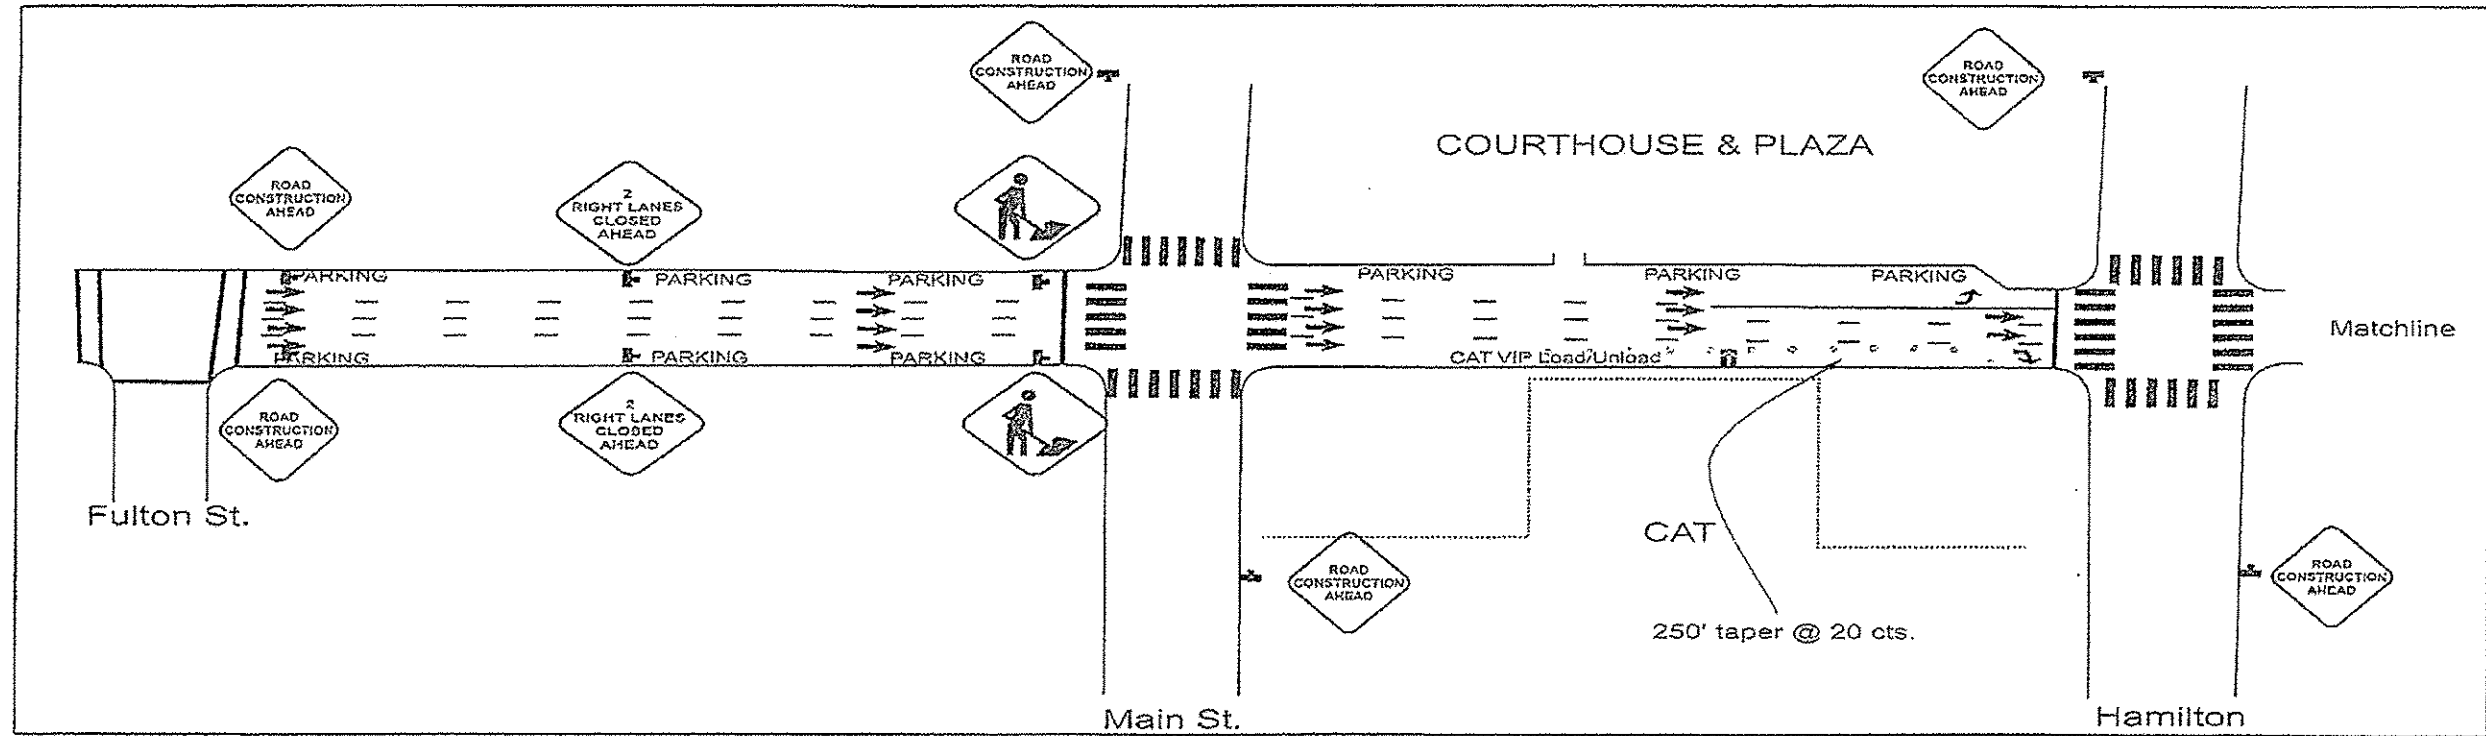 ROAD
CONSTRUCTION
AHEAD
ROAD
CONSTRUCTION
AHEAD
COURTHOUSE & PLAZA
ROAD
CONSTRUCTION
AHEAD
2
RIGHT LANES
CLOSED
AHEAD
PARKING
PARKING
PARKING
PARKING
PARKING
PARKING
Matchline
PARKING
PARKING
PARKING
CAT VIP Load/Unload
ROAD
CONSTRUCTION
AHEAD
2
RIGHT LANES
CLOSED
AHEAD
Fulton St.
CAT
ROAD
CONSTRUCTION
AHEAD
ROAD
CONSTRUCTION
AHEAD
250' taper @ 20 cts.
Main St.
Hamilton